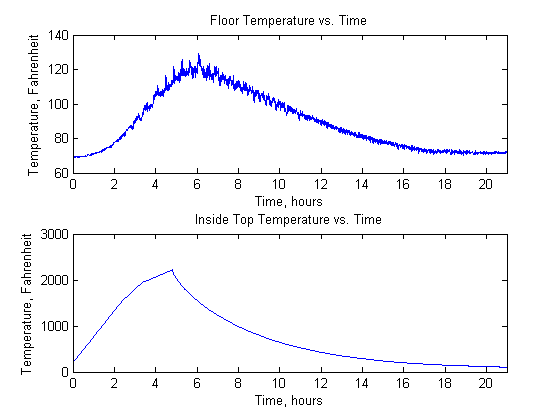 Floor Temperature vs. Time
Temperature, Fahrenheit
140
120
100
80
60
0 2 4 6 8 10 12 14 16 18 20
Time, hours
Inside Top Temperature vs. Time
Temperature, Fahrenheit
3000
2000
1000
0
0 2 4 6 8 10 12 14 16 18 20
Time, hours